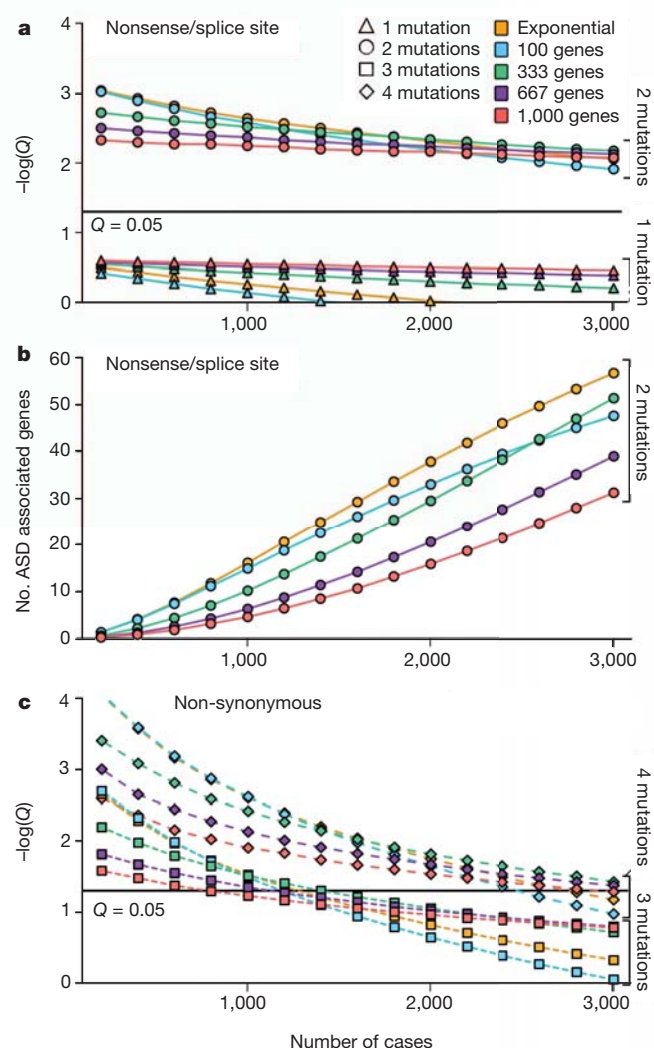 a
Nonsense/splice site
1 mutation
2 mutations
3 mutations
4 mutations
Exponential
100 genes
333 genes
667 genes
1,000 genes
4
3
2
1
0
–log(Q)
Q = 0.05
2 mutations
1 mutation
1,000
2,000
3,000
b
Nonsense/splice site
60
50
40
30
20
10
0
No. ASD associated genes
2 mutations
1,000
2,000
3,000
c
Non-synonymous
4
3
2
1
0
–log(Q)
Q = 0.05
4 mutations
3 mutations
1,000
2,000
3,000
Number of cases